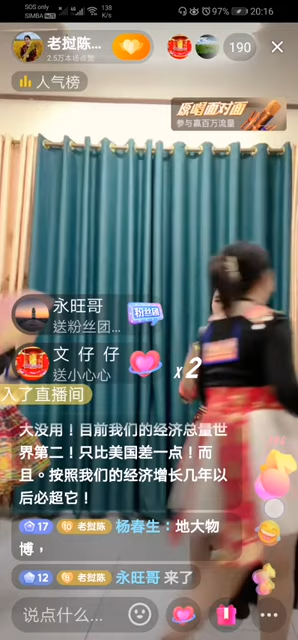 SOS only
SIMBA VoLTE
4G
138
K/s
97%
20:16
老挝陈...
2.5万本场点赞
190
人气榜
原唱面对面
参与赢百万流量
永旺哥
送粉丝团...
粉丝团
文 仔 仔
送小心心
x2
入了直播间
大没用！目前我们的经济总量世
界第二！只比美国差一点！而
且。按照我们的经济增长几年以
后必超它！
17 老挝陈 杨春生：地大物
博，
12 老挝陈 永旺哥 来了
说点什么...